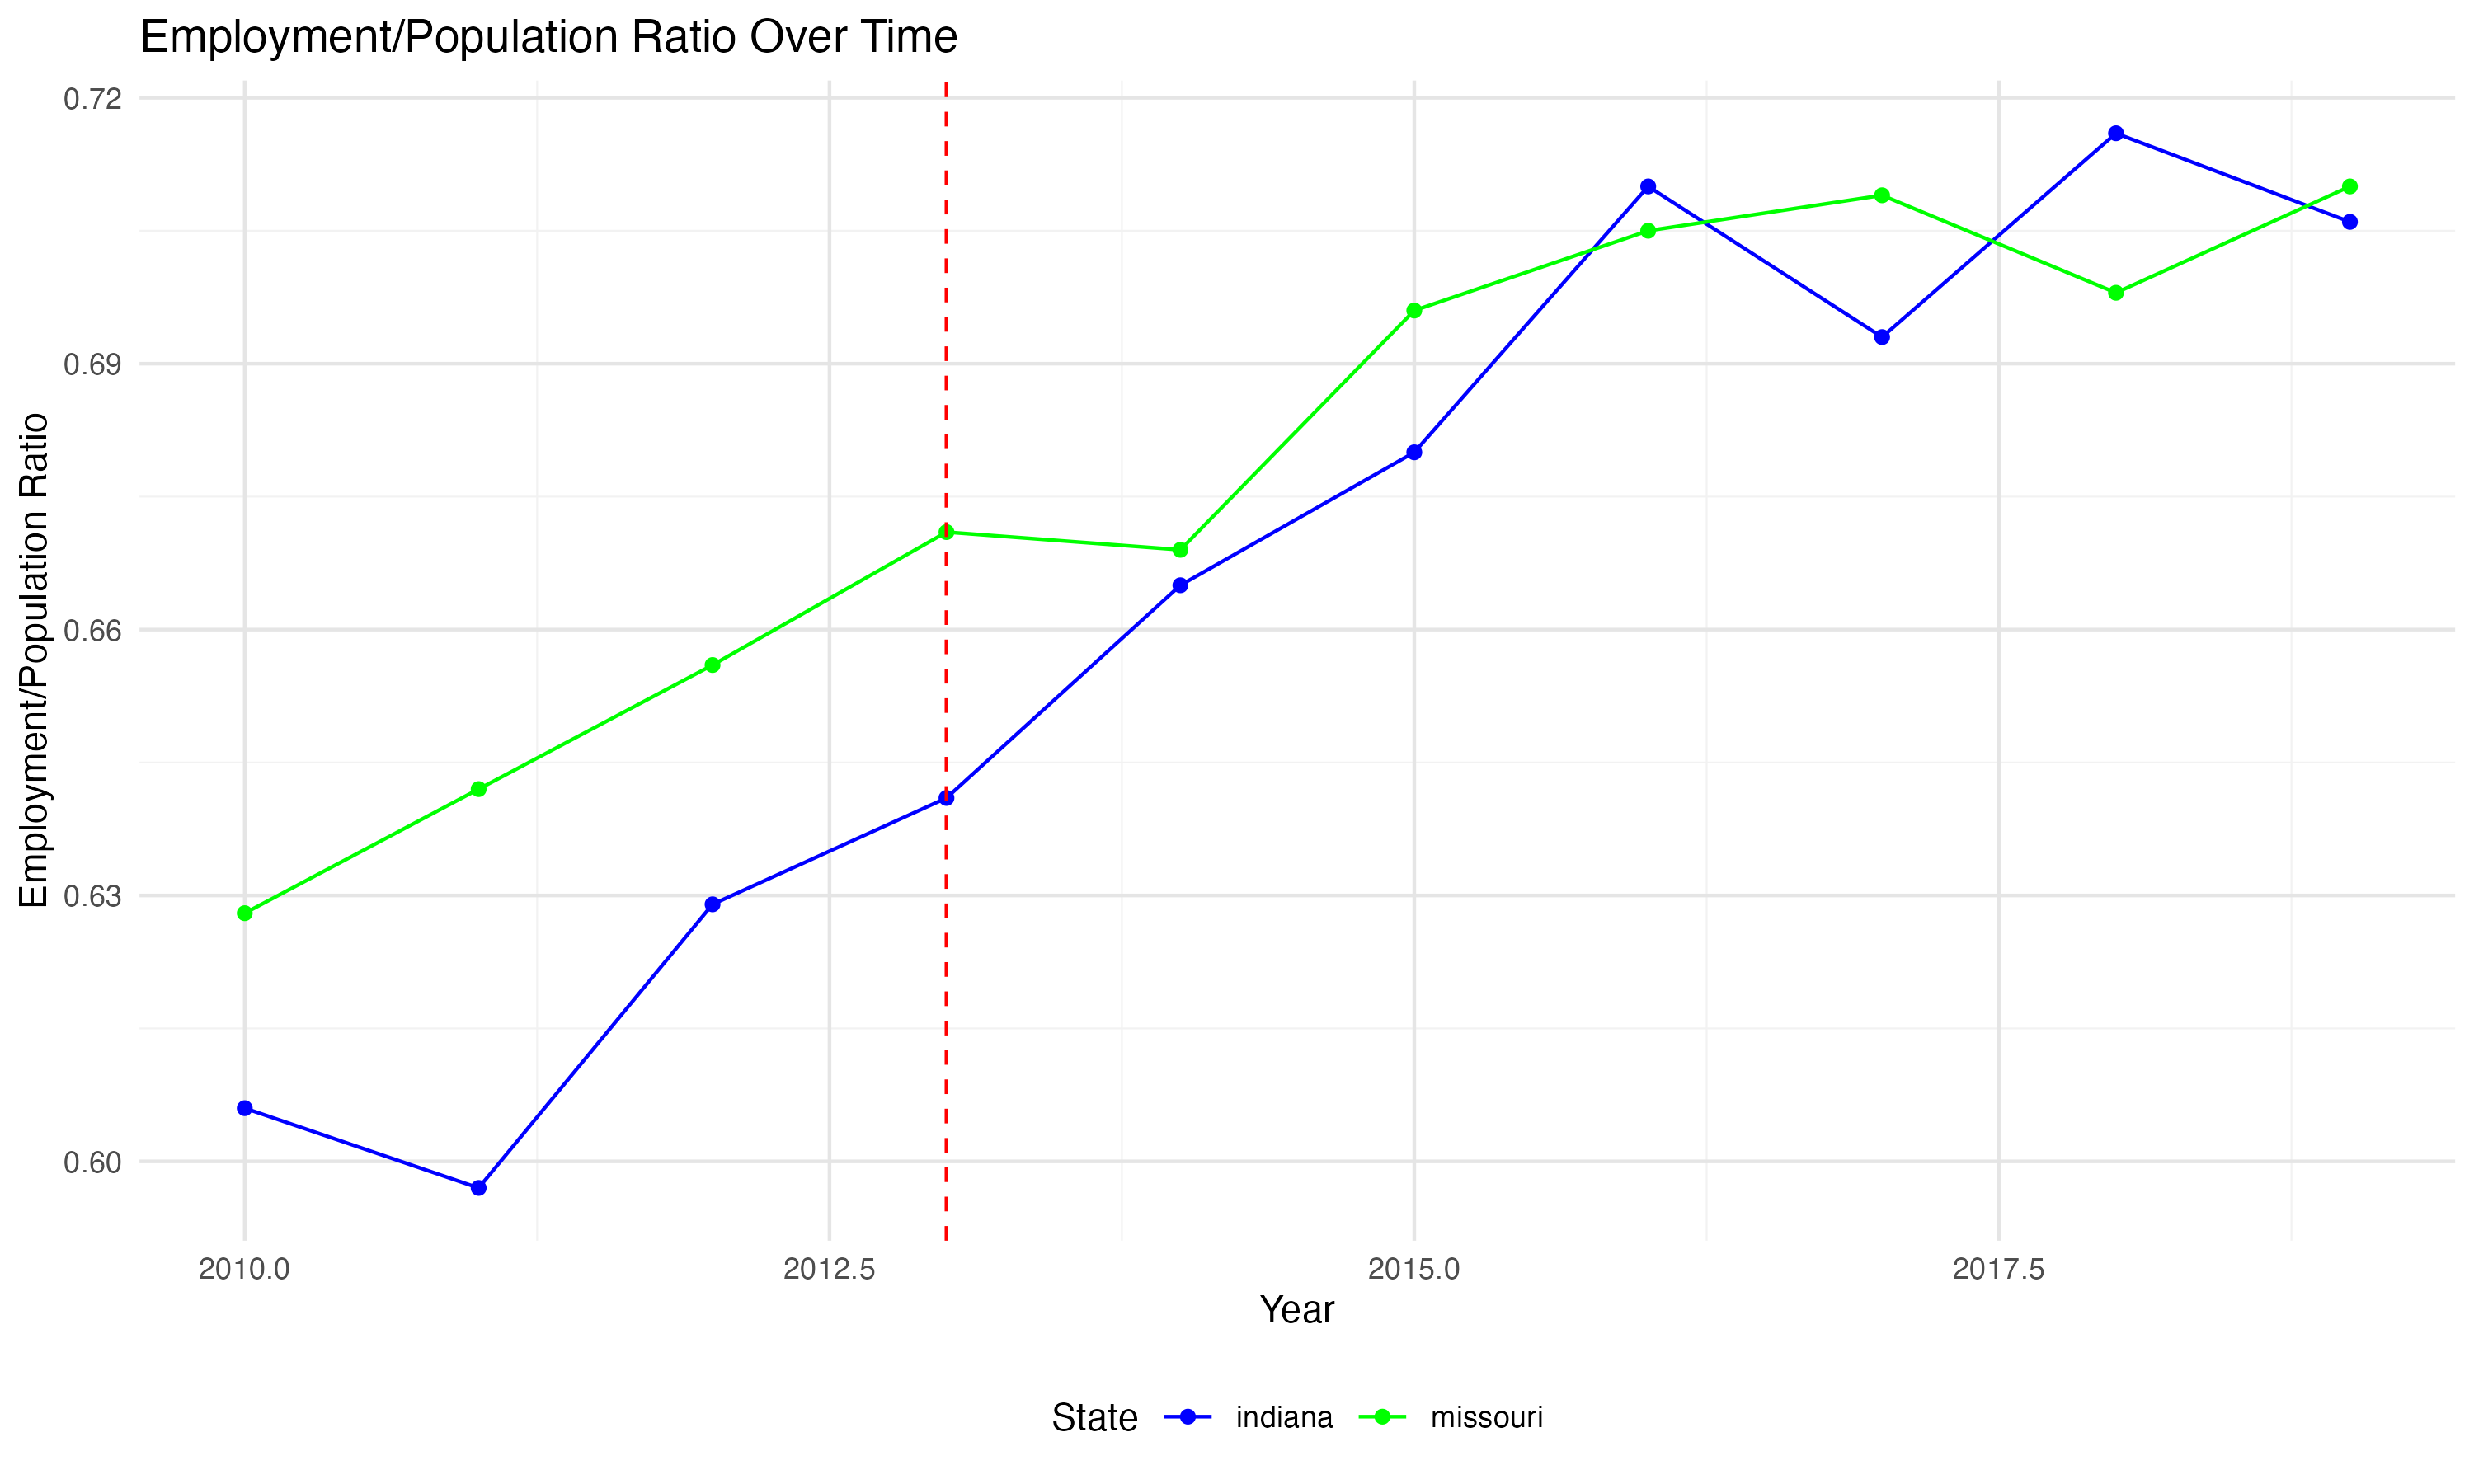 Employment/Population Ratio Over Time
Employment/Population Ratio
0.72
0.69
0.66
0.63
0.60
2010.0 2012.5 2015.0 2017.5
Year
State indiana missouri